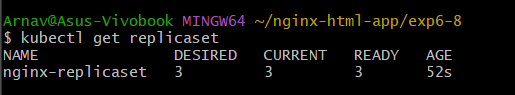 Arnav@Asus-Vivobook MINGW64 ~/nginx-html-app/exp6-8
$ kubectl get replicaset
NAME               DESIRED   CURRENT   READY   AGE
nginx-replicaset   3         3         3       52s